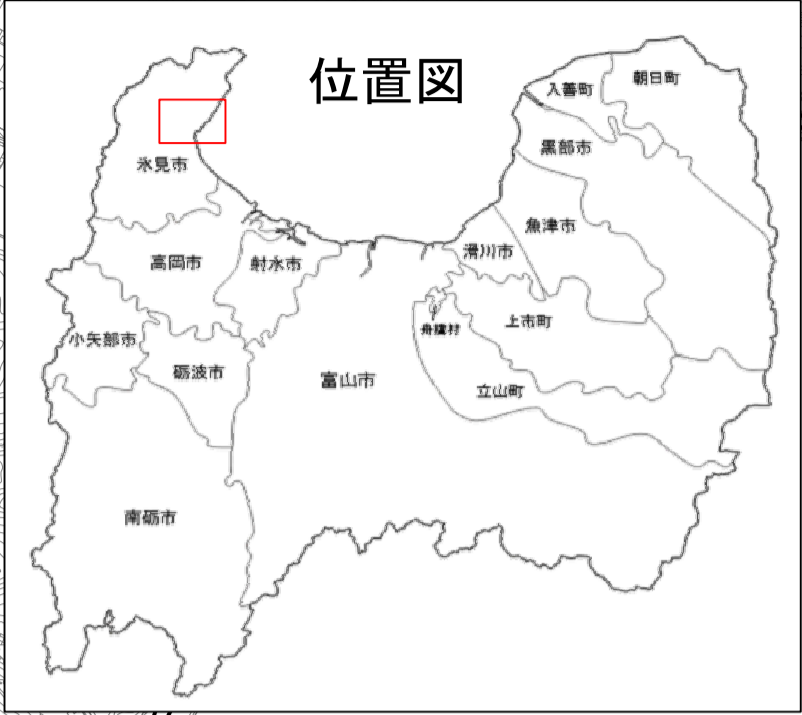 位置図
入善町
朝日町
黒部市
氷見市
魚津市
滑川市
高岡市
射水市
舟橋村
上市町
小矢部市
砺波市
富山市
立山町
南砺市